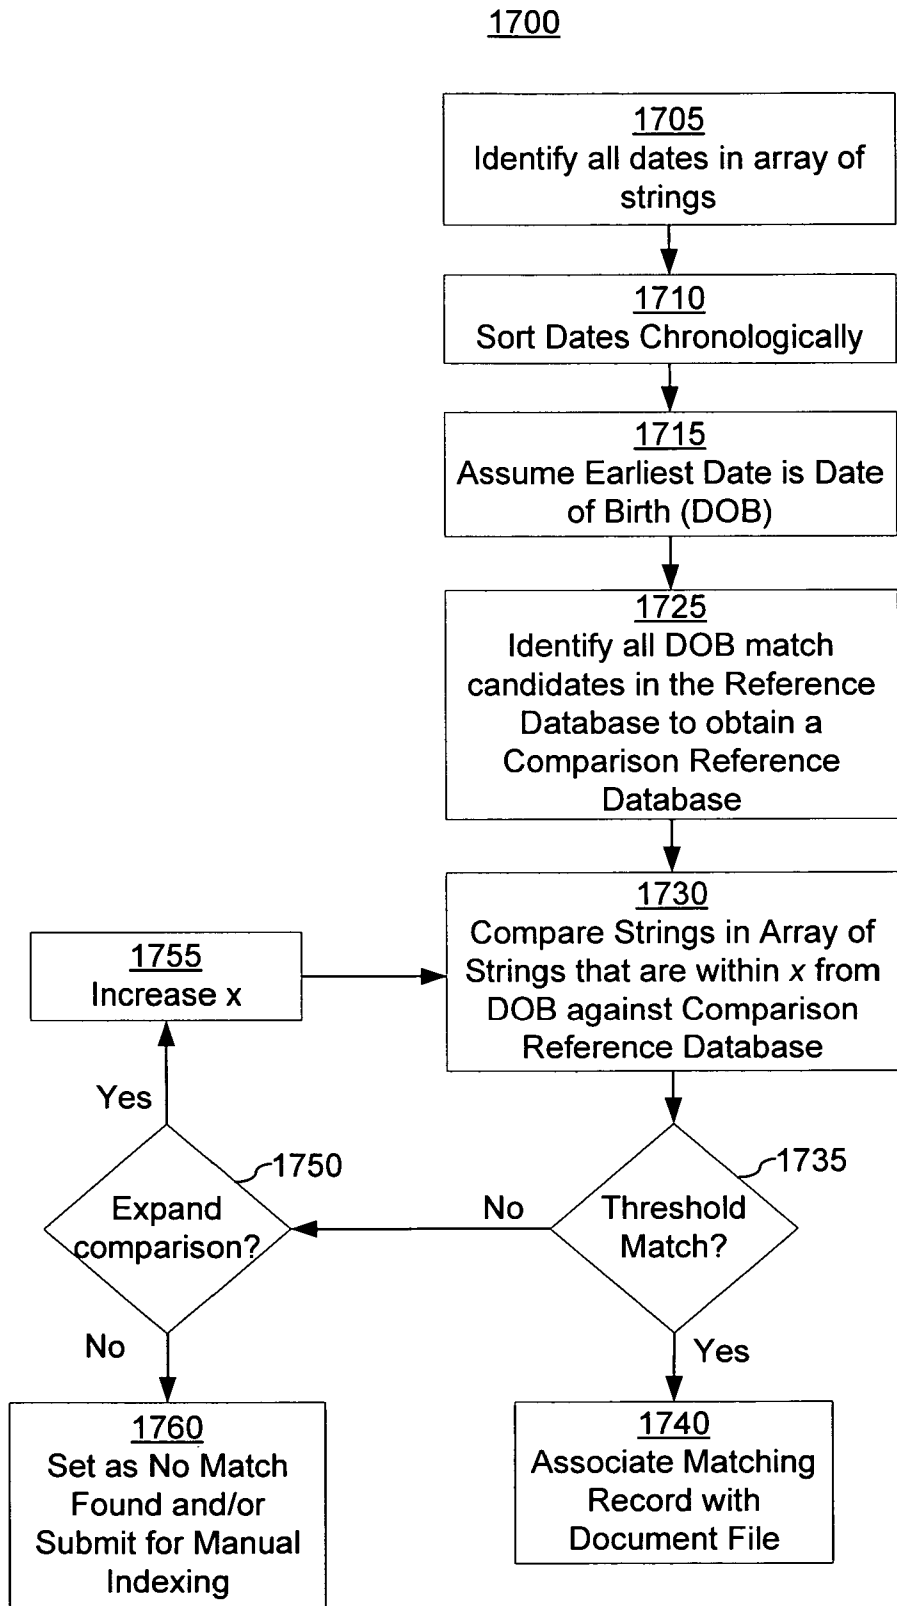 1700
1705
Identify all dates in array of
strings
1710
Sort Dates Chronologically
1715
Assume Earliest Date is Date
of Birth (DOB)
1725
Identify all DOB match
candidates in the Reference
Database to obtain a
Comparison Reference
Database
1730
Compare Strings in Array of
Strings that are within x from
DOB against Comparison
Reference Database
1755
Increase x
Yes
1750
Expand
comparison?
No
1735
Threshold
Match?
No
Yes
1760
Set as No Match
Found and/or
Submit for Manual
Indexing
1740
Associate Matching
Record with
Document File